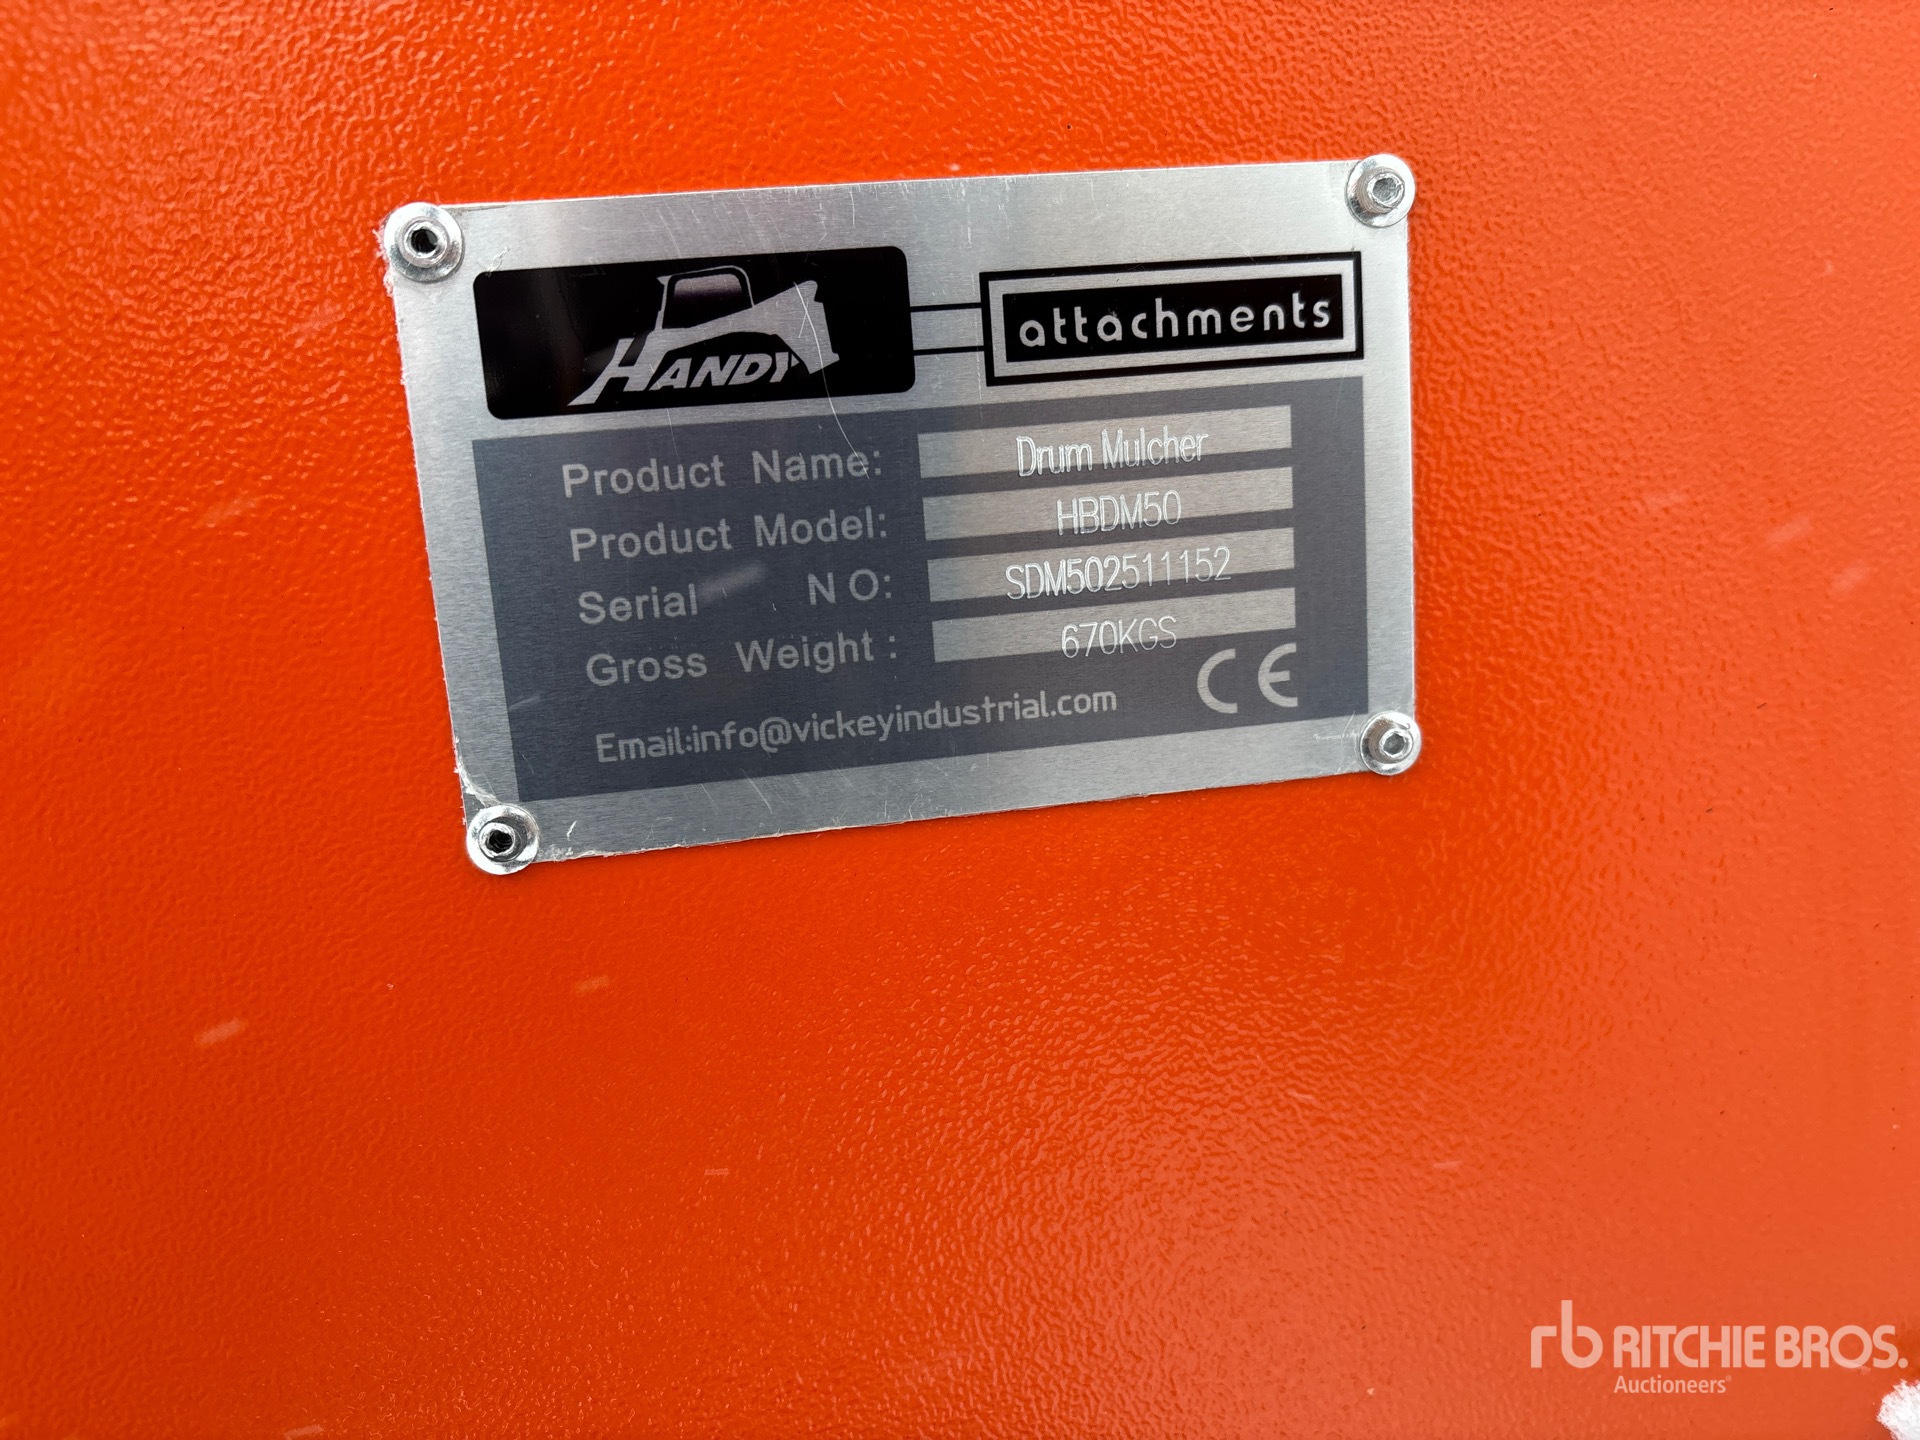 HANDY
attachments
Product Name: Drum Mulcher
Product Model: HBDM50
Serial N O: SDM502511152
Gross Weight : 670KGS
Email:info@vickeyindustrial.com CE
rb RITCHIE BROS.
Auctioneers